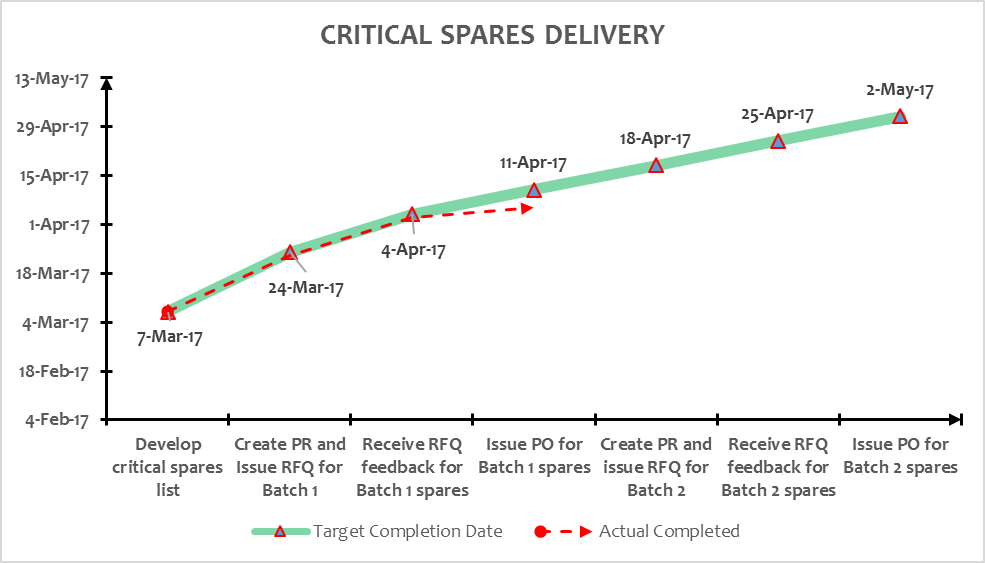 CRITICAL SPARES DELIVERY
13-May-17
29-Apr-17
15-Apr-17
1-Apr-17
18-Mar-17
4-Mar-17
18-Feb-17
4-Feb-17
7-Mar-17
24-Mar-17
4-Apr-17
11-Apr-17
18-Apr-17
25-Apr-17
2-May-17
Develop
critical spares
list
Create PR and
Issue RFQ for
Batch 1
Receive RFQ
feedback for
Batch 1 spares
Issue PO for
Batch 1 spares
Create PR and
issue RFQ for
Batch 2
Receive RFQ
feedback for
Batch 2 spares
Issue PO for
Batch 2 spares
Target Completion Date
Actual Completed